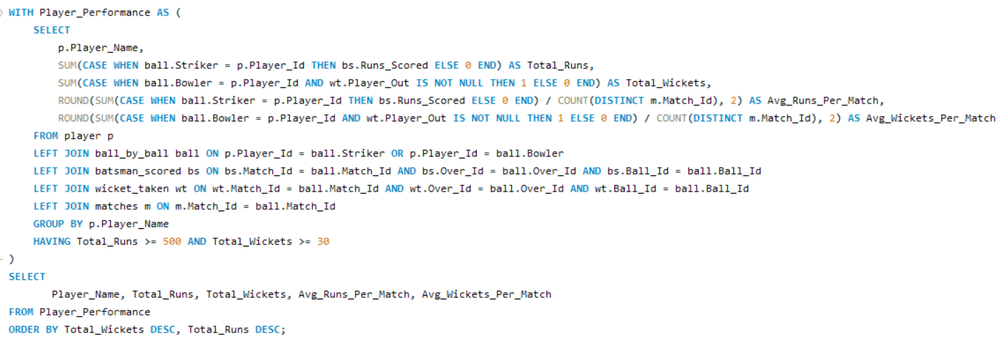 WITH Player_Performance AS (
    SELECT
        p.Player_Name,
        SUM(CASE WHEN ball.Striker = p.Player_Id THEN bs.Runs_Scored ELSE 0 END) AS Total_Runs,
        SUM(CASE WHEN ball.Bowler = p.Player_Id AND wt.Player_Out IS NOT NULL THEN 1 ELSE 0 END) AS Total_Wickets,
        ROUND(SUM(CASE WHEN ball.Striker = p.Player_Id THEN bs.Runs_Scored ELSE 0 END) / COUNT(DISTINCT m.Match_Id), 2) AS Avg_Runs_Per_Match,
        ROUND(SUM(CASE WHEN ball.Bowler = p.Player_Id AND wt.Player_Out IS NOT NULL THEN 1 ELSE 0 END) / COUNT(DISTINCT m.Match_Id), 2) AS Avg_Wickets_Per_Match
    FROM player p
    LEFT JOIN ball_by_ball ball ON p.Player_Id = ball.Striker OR p.Player_Id = ball.Bowler
    LEFT JOIN batsman_scored bs ON bs.Match_Id = ball.Match_Id AND bs.Over_Id = ball.Over_Id AND bs.Ball_Id = ball.Ball_Id
    LEFT JOIN wicket_taken wt ON wt.Match_Id = ball.Match_Id AND wt.Over_Id = ball.Over_Id AND wt.Ball_Id = ball.Ball_Id
    LEFT JOIN matches m ON m.Match_Id = ball.Match_Id
    GROUP BY p.Player_Name
    HAVING Total_Runs >= 500 AND Total_Wickets >= 30
)
SELECT
       Player_Name, Total_Runs, Total_Wickets, Avg_Runs_Per_Match, Avg_Wickets_Per_Match
FROM Player_Performance
ORDER BY Total_Wickets DESC, Total_Runs DESC;